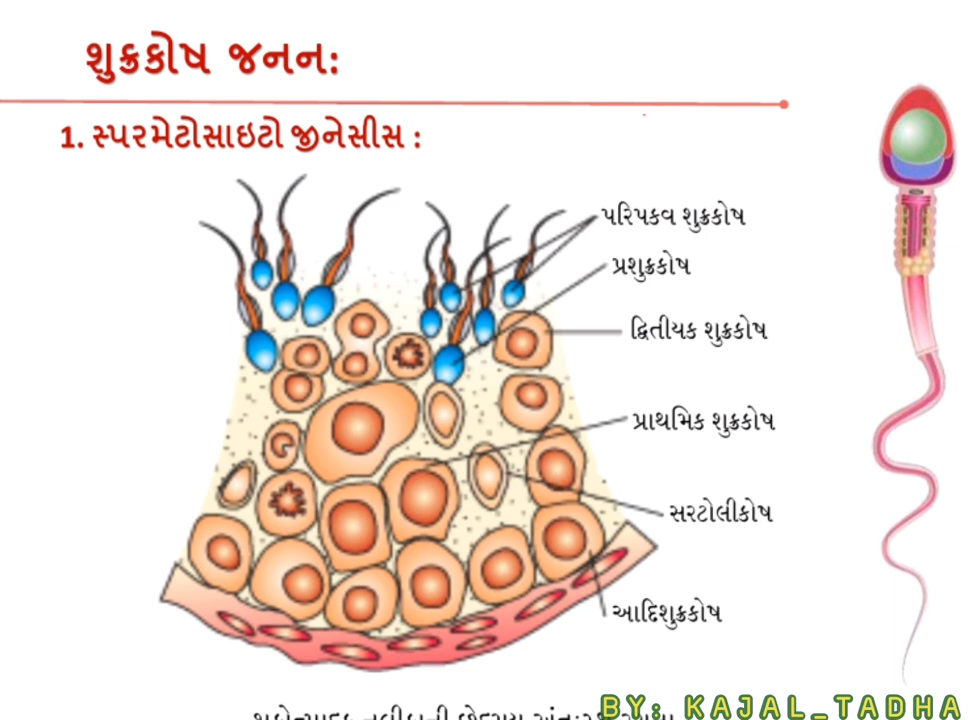 શુક્રકોષ જનન:
1. સ્પરમેટોસાઇટો જીનેસીસ :
પરિપકવ શુક્રકોષ
પ્રશુક્રકોષ
દ્વિતીયક શુક્રકોષ
પ્રાથમિક શુક્રકોષ
સરટોલીકોષ
આદિશુક્રકોષ
BY: KAJAL_TADHA